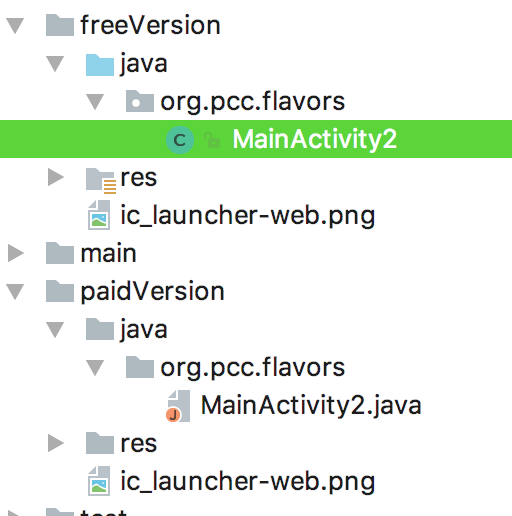 freeVersion
java
org.pcc.flavors
C MainActivity2
res
ic_launcher-web.png
main
paidVersion
java
org.pcc.flavors
J MainActivity2.java
res
ic_launcher-web.png
test